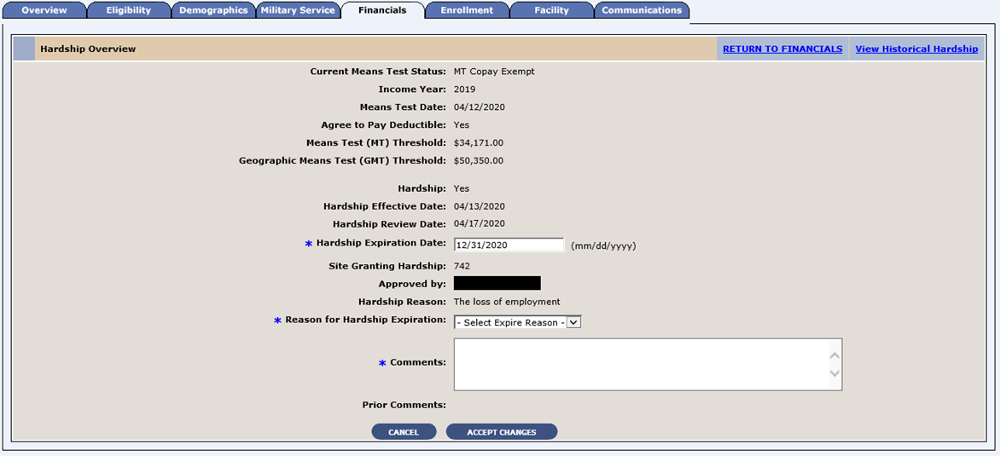 Overview Eligibility Demographics Military Service Financials Enrollment Facility Communications
Hardship Overview RETURN TO FINANCIALS View Historical Hardship
Current Means Test Status: MT Copay Exempt
Income Year: 2019
Means Test Date: 04/12/2020
Agree to Pay Deductible: Yes
Means Test (MT) Threshold: $34,171.00
Geographic Means Test (GMT) Threshold: $50,350.00
Hardship: Yes
Hardship Effective Date: 04/13/2020
Hardship Review Date: 04/17/2020
* Hardship Expiration Date: 12/31/2020 (mm/dd/yyyy)
Site Granting Hardship: 742
Approved by:
Hardship Reason: The loss of employment
* Reason for Hardship Expiration: - Select Expire Reason -
* Comments:
Prior Comments:
CANCEL ACCEPT CHANGES